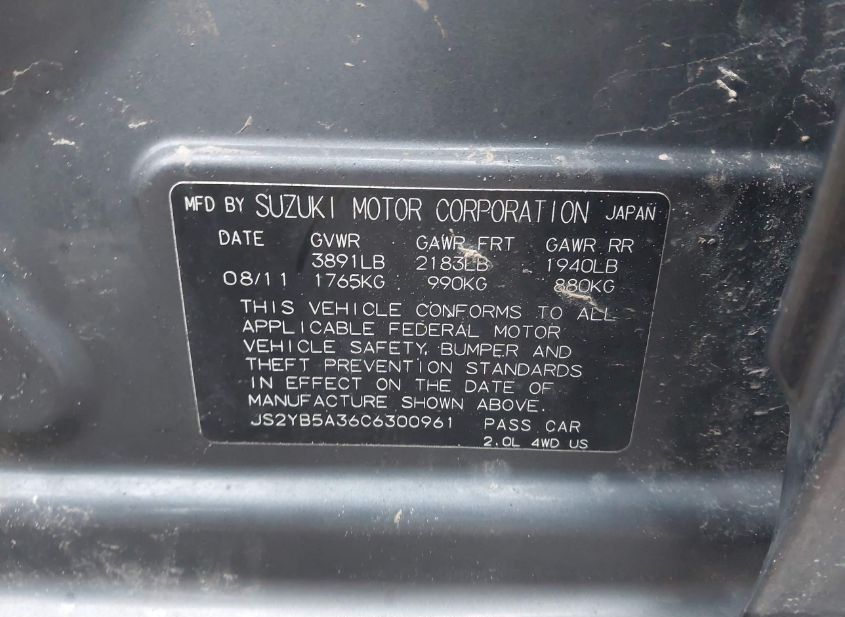 MFD BY SUZUKI MOTOR CORPORATION JAPAN
DATE GVWR GAWR FRT GAWR RR
3891LB 2183LB 1940LB
08/11 1765KG 990KG 880KG
THIS VEHICLE CONFORMS TO ALL
APPLICABLE FEDERAL MOTOR
VEHICLE SAFETY, BUMPER AND
THEFT PREVENTION STANDARDS
IN EFFECT ON THE DATE OF
MANUFACTURE SHOWN ABOVE.
JS2YB5A36C6300961 PASS CAR
2.0L 4WD US